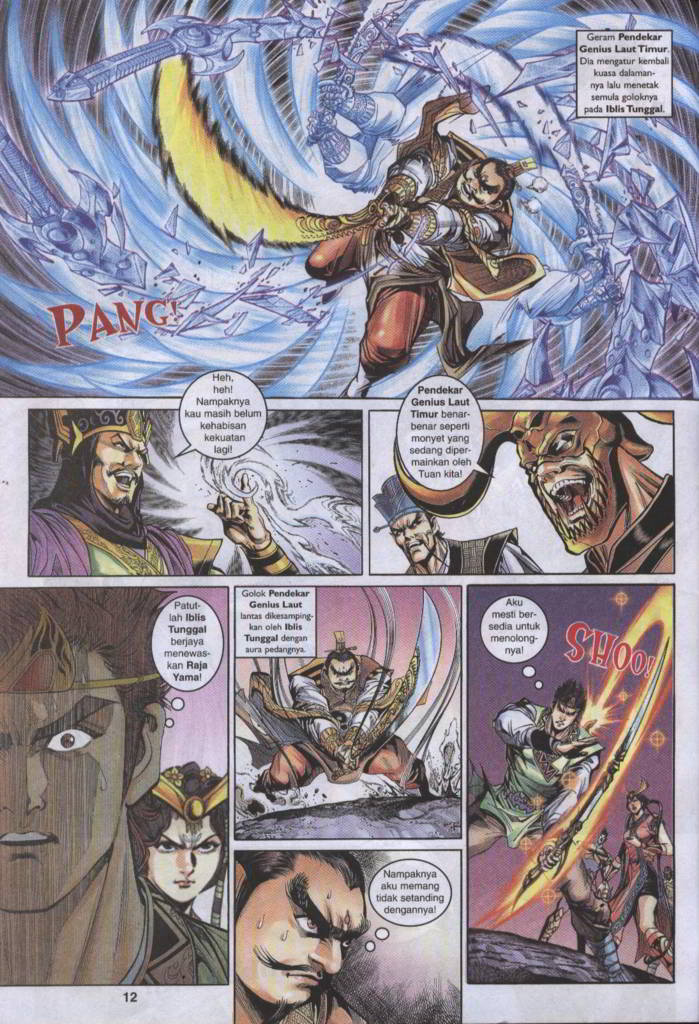 Geram Pendekar
Genius Laut Timur.
Dia mengatur kembali
kuasa dalaman-
nya lalu menetak
semula goloknya
pada Iblis Tunggal.
PANG!
Heh,
heh!
Nampaknya
kau masih belum
kehabisan
kekuatan
lagi!
Pendekar
Genius Laut
Timur benar-
benar seperti
monyet yang
sedang diper-
mainkan oleh
Tuan kita!
Patut-
lah Iblis
Tunggal
berjaya
menewas-
kan Raja
Yama!
Golok Pendekar
Genius Laut
lantas dikesamping-
kan oleh Iblis
Tunggal dengan
aura pedangnya.
Aku
mesti ber-
sedia untuk
menolong-
nya!
SHOO!
Nampaknya
aku memang
tidak setanding
dengannya!
12